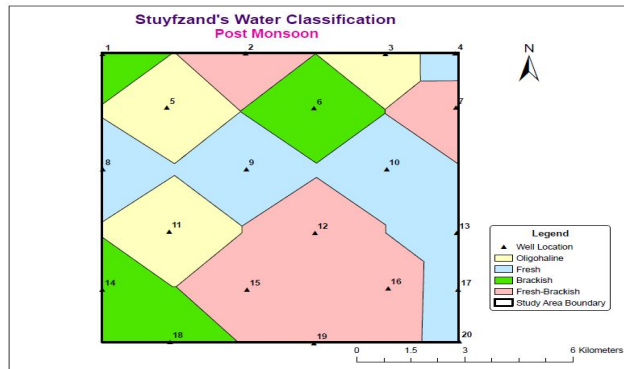 Stuyfzand's Water Classification
Post Monsoon
1 2 3 4
N
5 6 7
8 9 10
11 12 13
14 15 16 17
18 19 20
Legend
Well Location
Oligohaline
Fresh
Brackish
Fresh-Brackish
Study Area Boundary
0 1.5 3 6 Kilometers